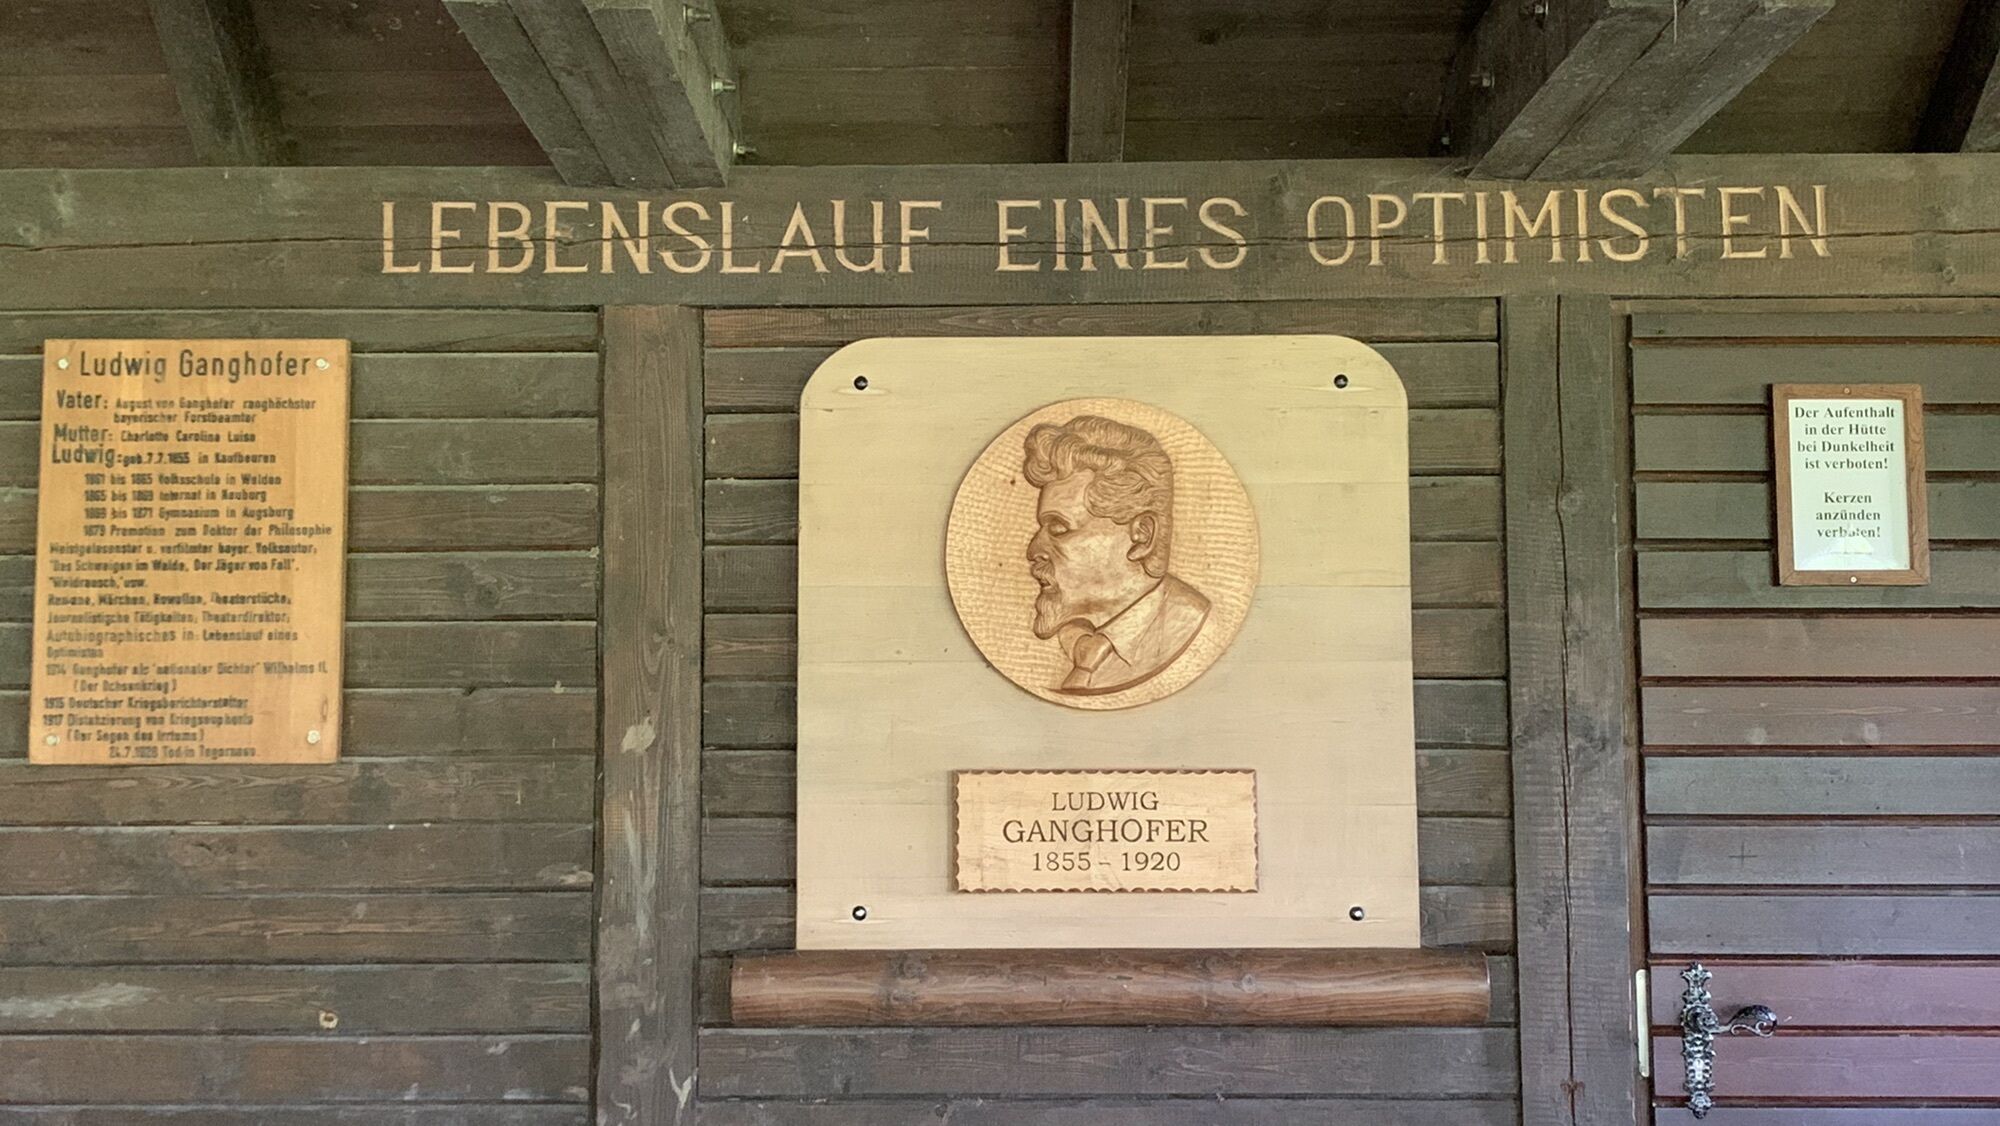 LEBENSLAUF EINES OPTIMISTEN
Ludwig Ganghofer
Vater: August von Ganghofer ranghöchster
bayerischer Forstbeamter
Mutter: Charlotte Caroline Luise
Ludwig: geb. 7.7.1855 in Kaufbeuren
1861 bis 1865 Volksschule in Welden
1865 bis 1869 Internat in Neuburg
1869 bis 1871 Gymnasium in Augsburg
1879 Promotion zum Doktor der Philosophie
Meistgelesenster u. verfilmter bayer. Volksautor:
"Das Schweigen im Walde, Der Jäger von Fall",
"Weidrausch," usw.
Romane, Märchen, Novellen, Theaterstücke,
Journalistische Tätigkeiten, Theaterdirektor,
Autobiographisches in: Lebenslauf eines
Optimisten
1914 Ganghofer als "nationaler Dichter" Wilhelms II.
(Der Ochsenkrieg)
1915 Deutscher Kriegsberichterstatter
1917 Distanzierung von Kriegseuphorie
(Der Segen des Irrtums)
24.7.1920 Tod in Tegernsee.
LUDWIG
GANGHOFER
1855 - 1920
Der Aufenthalt
in der Hütte
bei Dunkelheit
ist verboten!
Kerzen
anzünden
verboten!